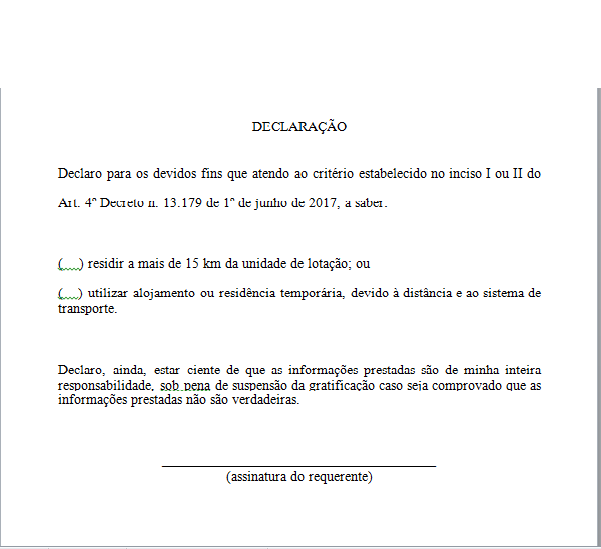 DECLARAÇÃO
Declaro para os devidos fins que atendo ao critério estabelecido no inciso I ou II do
Art. 4º Decreto n. 13.179 de 1º de junho de 2017, a saber.
(...) residir a mais de 15 km da unidade de lotação; ou
(...) utilizar alojamento ou residência temporária, devido à distância e ao sistema de
transporte.
Declaro, ainda, estar ciente de que as informações prestadas são de minha inteira
responsabilidade, sob pena de suspensão da gratificação caso seja comprovado que as
informações prestadas não são verdadeiras.
(assinatura do requerente)